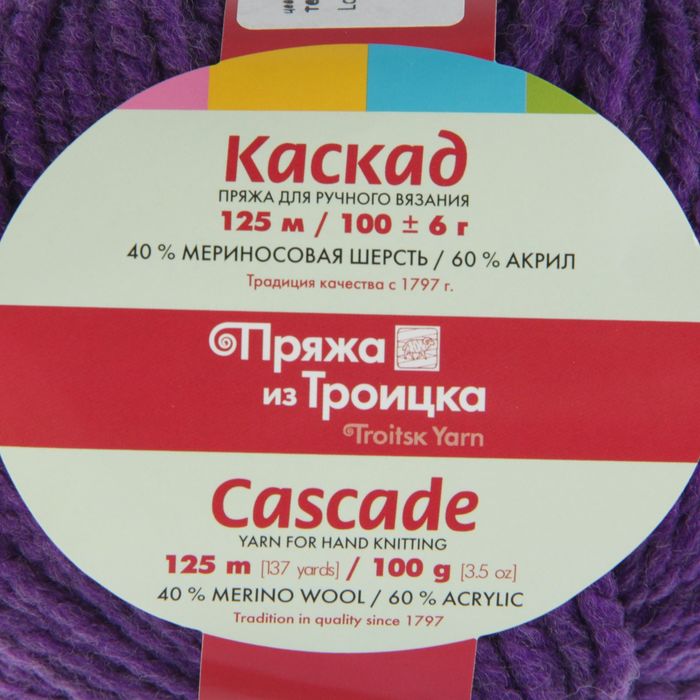 Каскад
ПРЯЖА ДЛЯ РУЧНОГО ВЯЗАНИЯ
125 м / 100 ± 6 г
40 % МЕРИНОСОВАЯ ШЕРСТЬ / 60 % АКРИЛ
Традиция качества с 1797 г.
Пряжа
из Троицка
Troitsk Yarn
Cascade
YARN FOR HAND KNITTING
125 m [137 yards] / 100 g [3.5 oz]
40 % MERINO WOOL / 60 % ACRYLIC
Tradition in quality since 1797